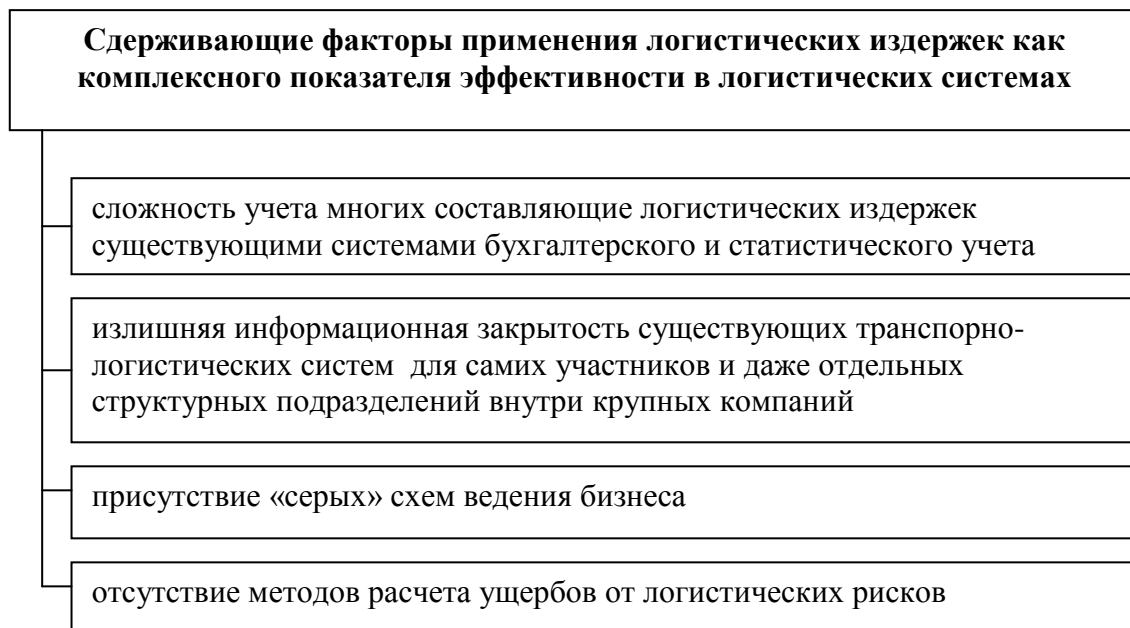 Сдерживающие факторы применения логистических издержек как
комплексного показателя эффективности в логистических системах
сложность учета многих составляющие логистических издержек
существующими системами бухгалтерского и статистического учета
излишняя информационная закрытость существующих транспорно-
логистических систем для самих участников и даже отдельных
структурных подразделений внутри крупных компаний
присутствие «серых» схем ведения бизнеса
отсутствие методов расчета ущербов от логистических рисков